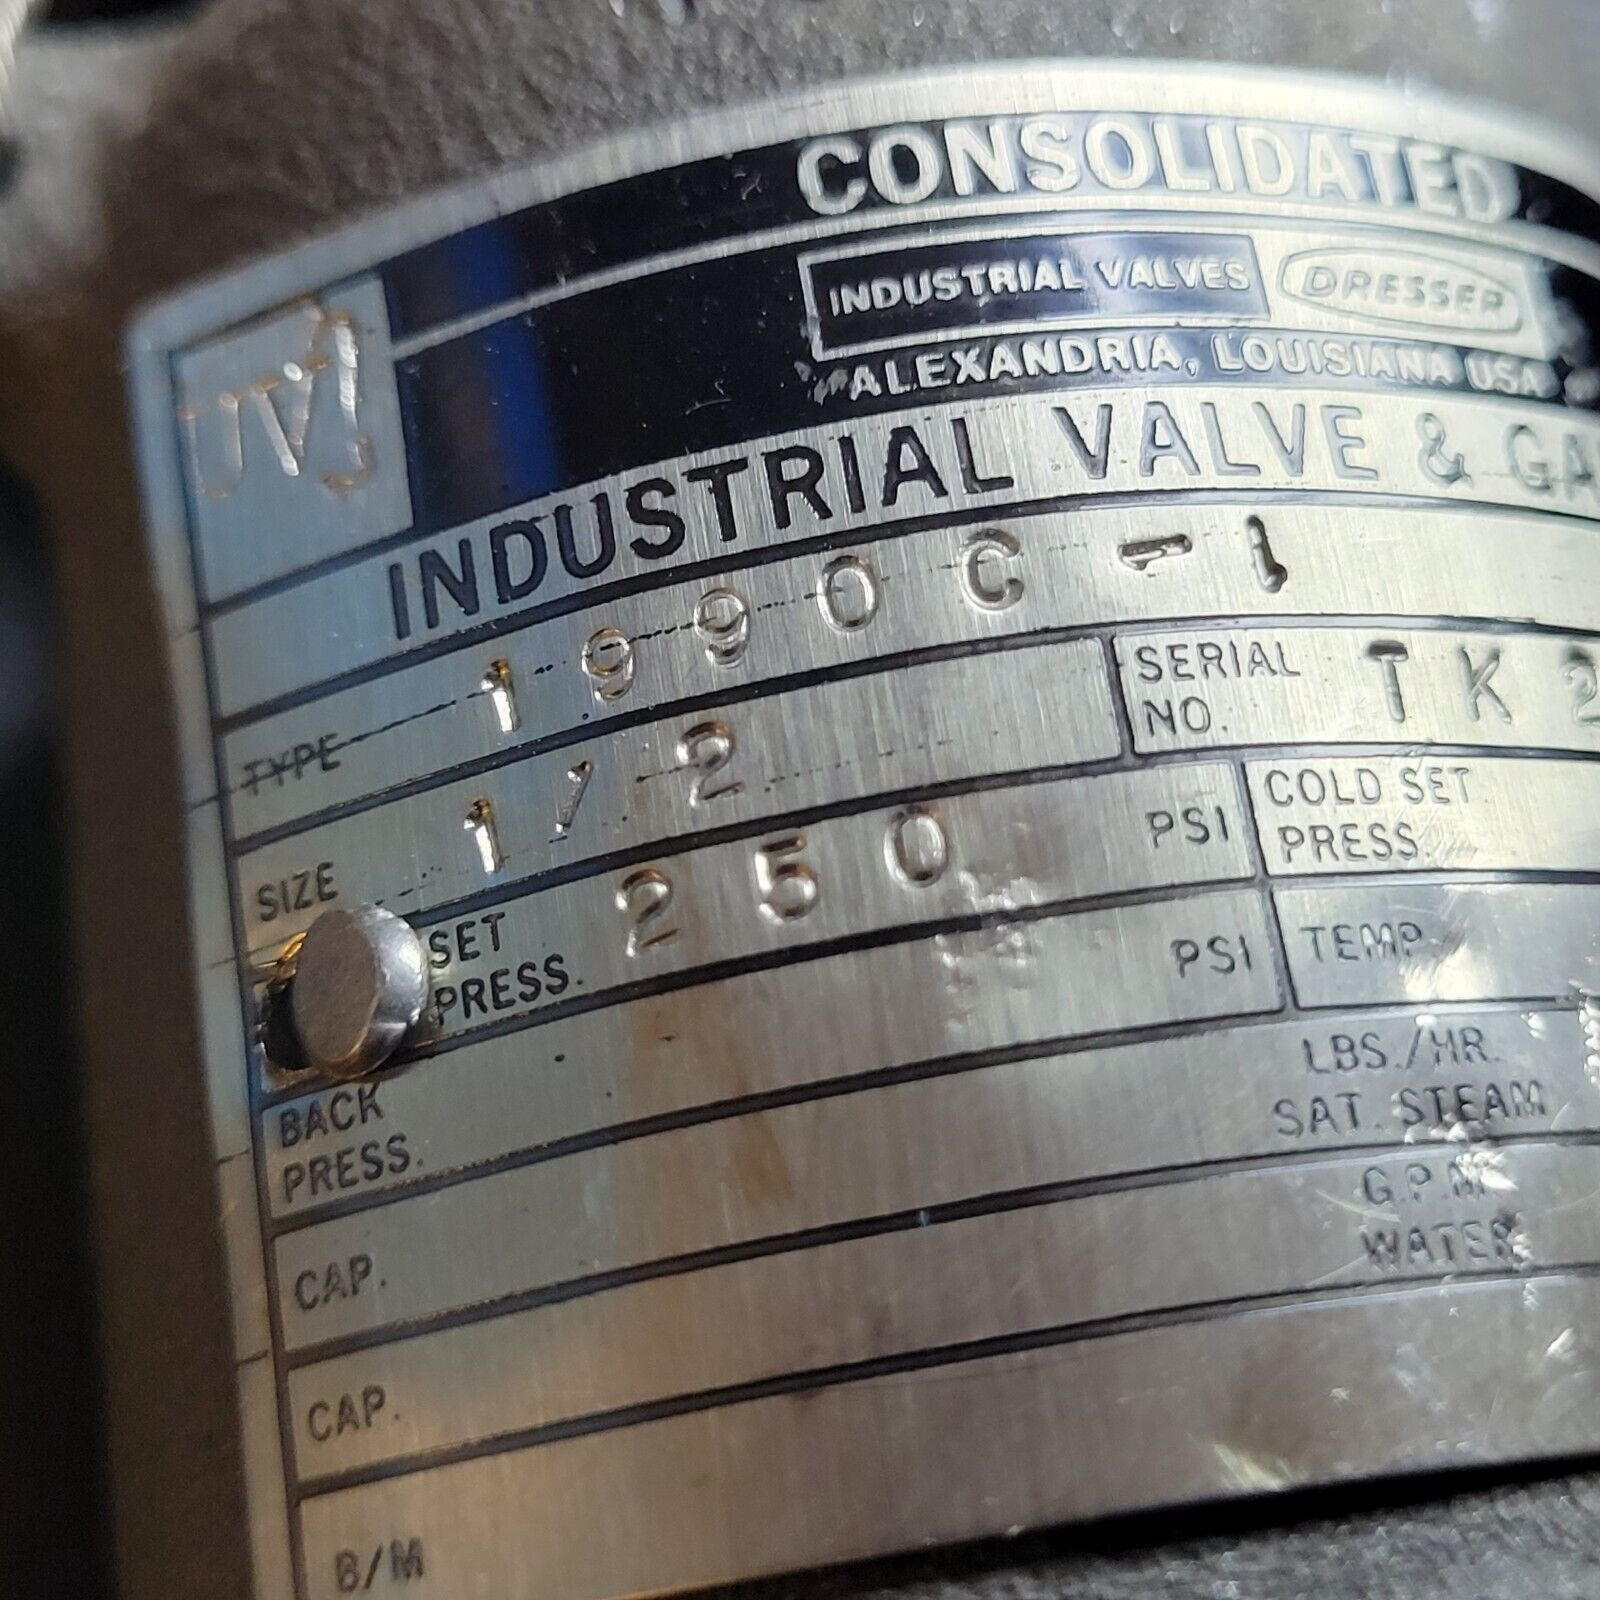 CONSOLIDATED
INDUSTRIAL VALVES DRESSER
ALEXANDRIA, LOUISIANA USA
INDUSTRIAL VALVE & GA
TYPE 1990C-1
SIZE 1/2 SERIAL NO. TK2
SET PRESS. 250 PSI COLD SET PRESS.
BACK PRESS. PSI TEMP.
CAP. LBS./HR. SAT. STEAM
CAP. G.P.M. WATER
B/M